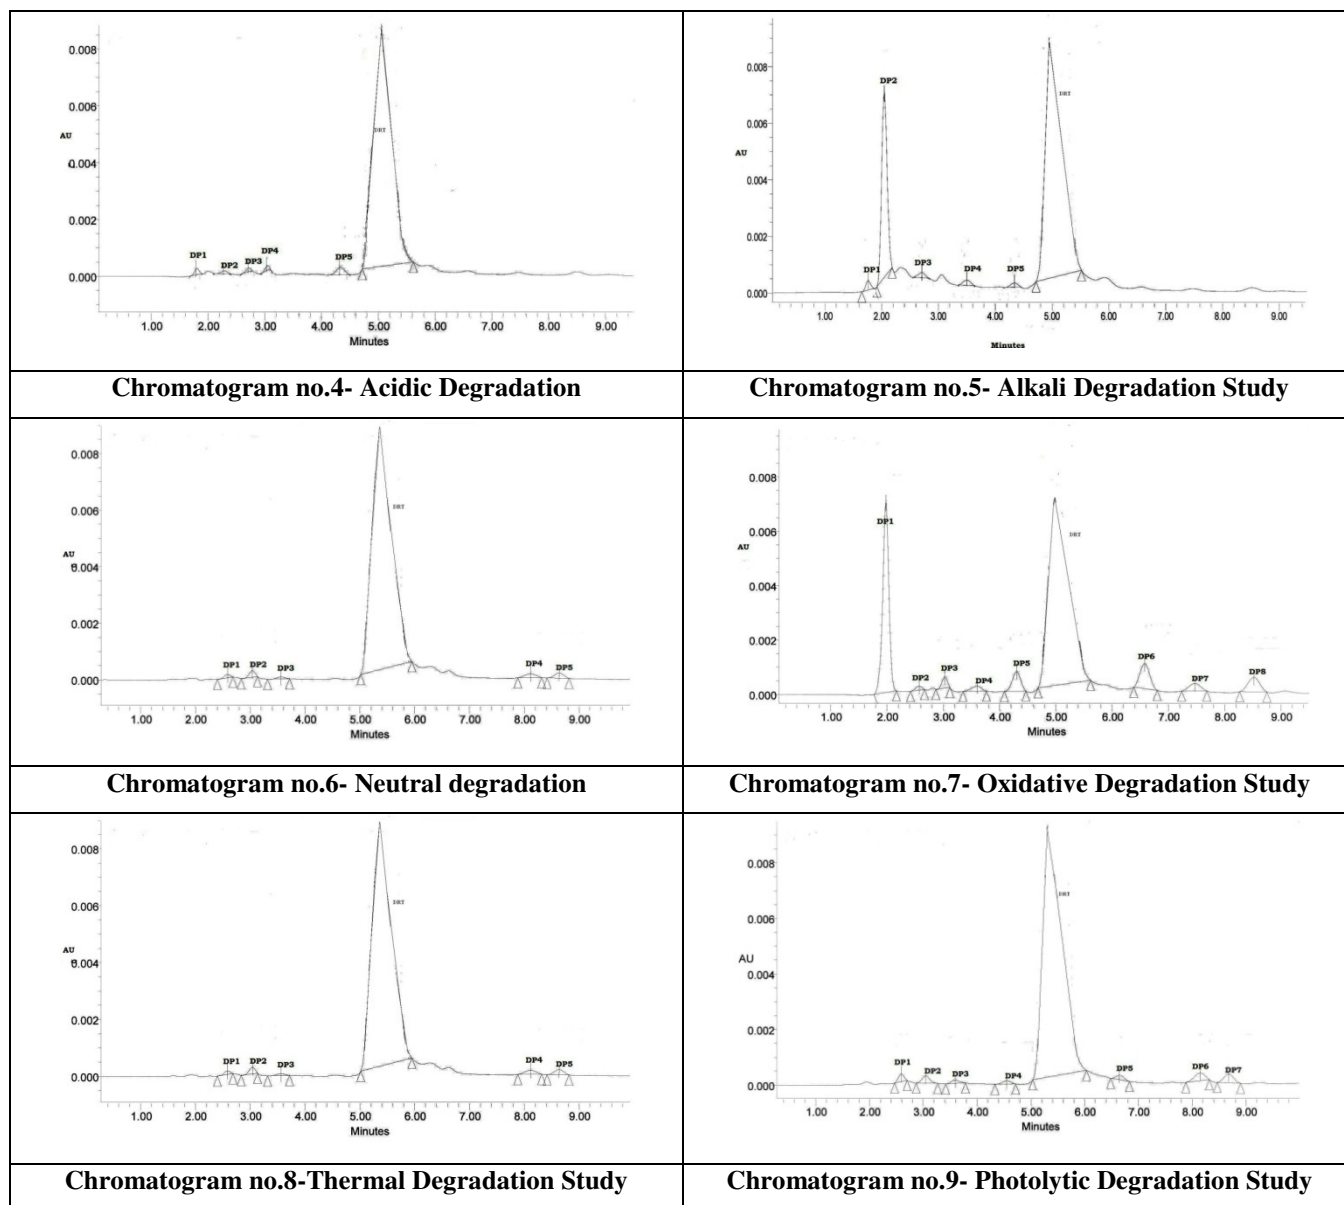 0.008
DP1
DP2
DP3
DP4
DP5
DRT
0.006
AU
0.004
0.002
0.000
1.00 2.00 3.00 4.00 5.00 6.00 7.00 8.00 9.00
Minutes
Chromatogram no.4- Acidic Degradation
0.008
DP2
DRT
0.006
AU
0.004
0.002
DP1
DP3
DP4
DP5
0.000
1.00 2.00 3.00 4.00 5.00 6.00 7.00 8.00 9.00
Minutes
Chromatogram no.5- Alkali Degradation Study
0.008
DRT
0.006
AU
0.004
0.002
DP1 DP2 DP3 DP4 DP5
0.000
1.00 2.00 3.00 4.00 5.00 6.00 7.00 8.00 9.00
Minutes
Chromatogram no.6- Neutral degradation
0.008
DP1
0.006
DRT
AU
0.004
0.002
DP2 DP3 DP4 DP5 DP6 DP7 DP8
0.000
1.00 2.00 3.00 4.00 5.00 6.00 7.00 8.00 9.00
Minutes
Chromatogram no.7- Oxidative Degradation Study
0.008
DRT
0.006
AU
0.004
0.002
DP1 DP2 DP3 DP4 DP5
0.000
1.00 2.00 3.00 4.00 5.00 6.00 7.00 8.00 9.00
Minutes
Chromatogram no.8-Thermal Degradation Study
0.008
DRT
0.006
AU
0.004
0.002
DP1 DP2 DP3 DP4 DP5 DP6 DP7
0.000
1.00 2.00 3.00 4.00 5.00 6.00 7.00 8.00 9.00
Minutes
Chromatogram no.9- Photolytic Degradation Study